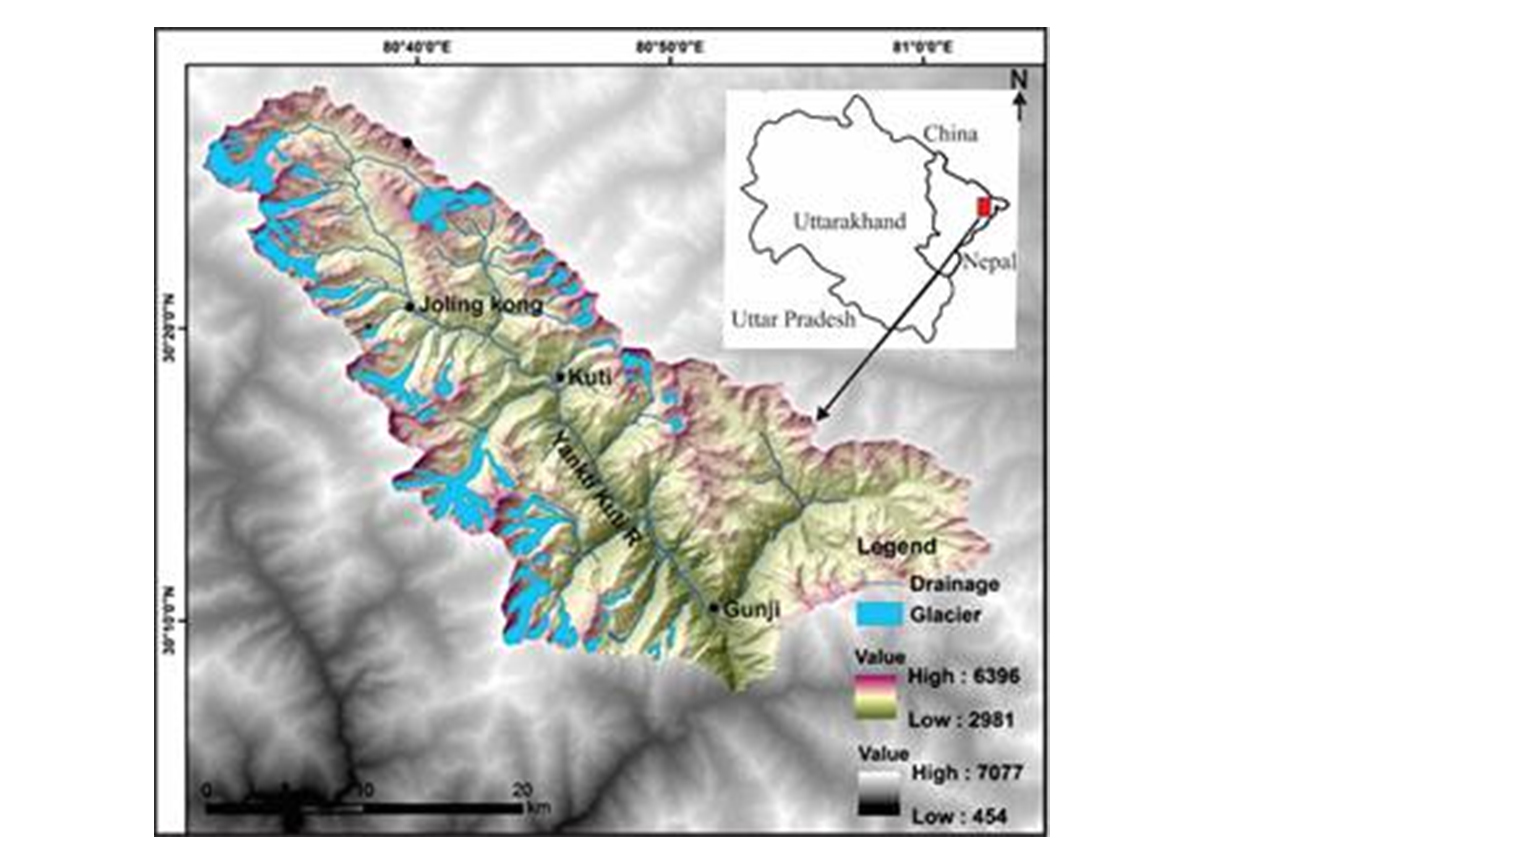 80°40'0"E 80°50'0"E 81°0'0"E
N
China
Uttarakhand
Nepal
Uttar Pradesh
30°20'0"N
Joling kong
Kuti
Yankti Kuti R
30°10'0"N
Gunji
Legend
Drainage
Glacier
Value
High : 6396
Low : 2981
Value
High : 7077
Low : 454
0 5 10 20
km